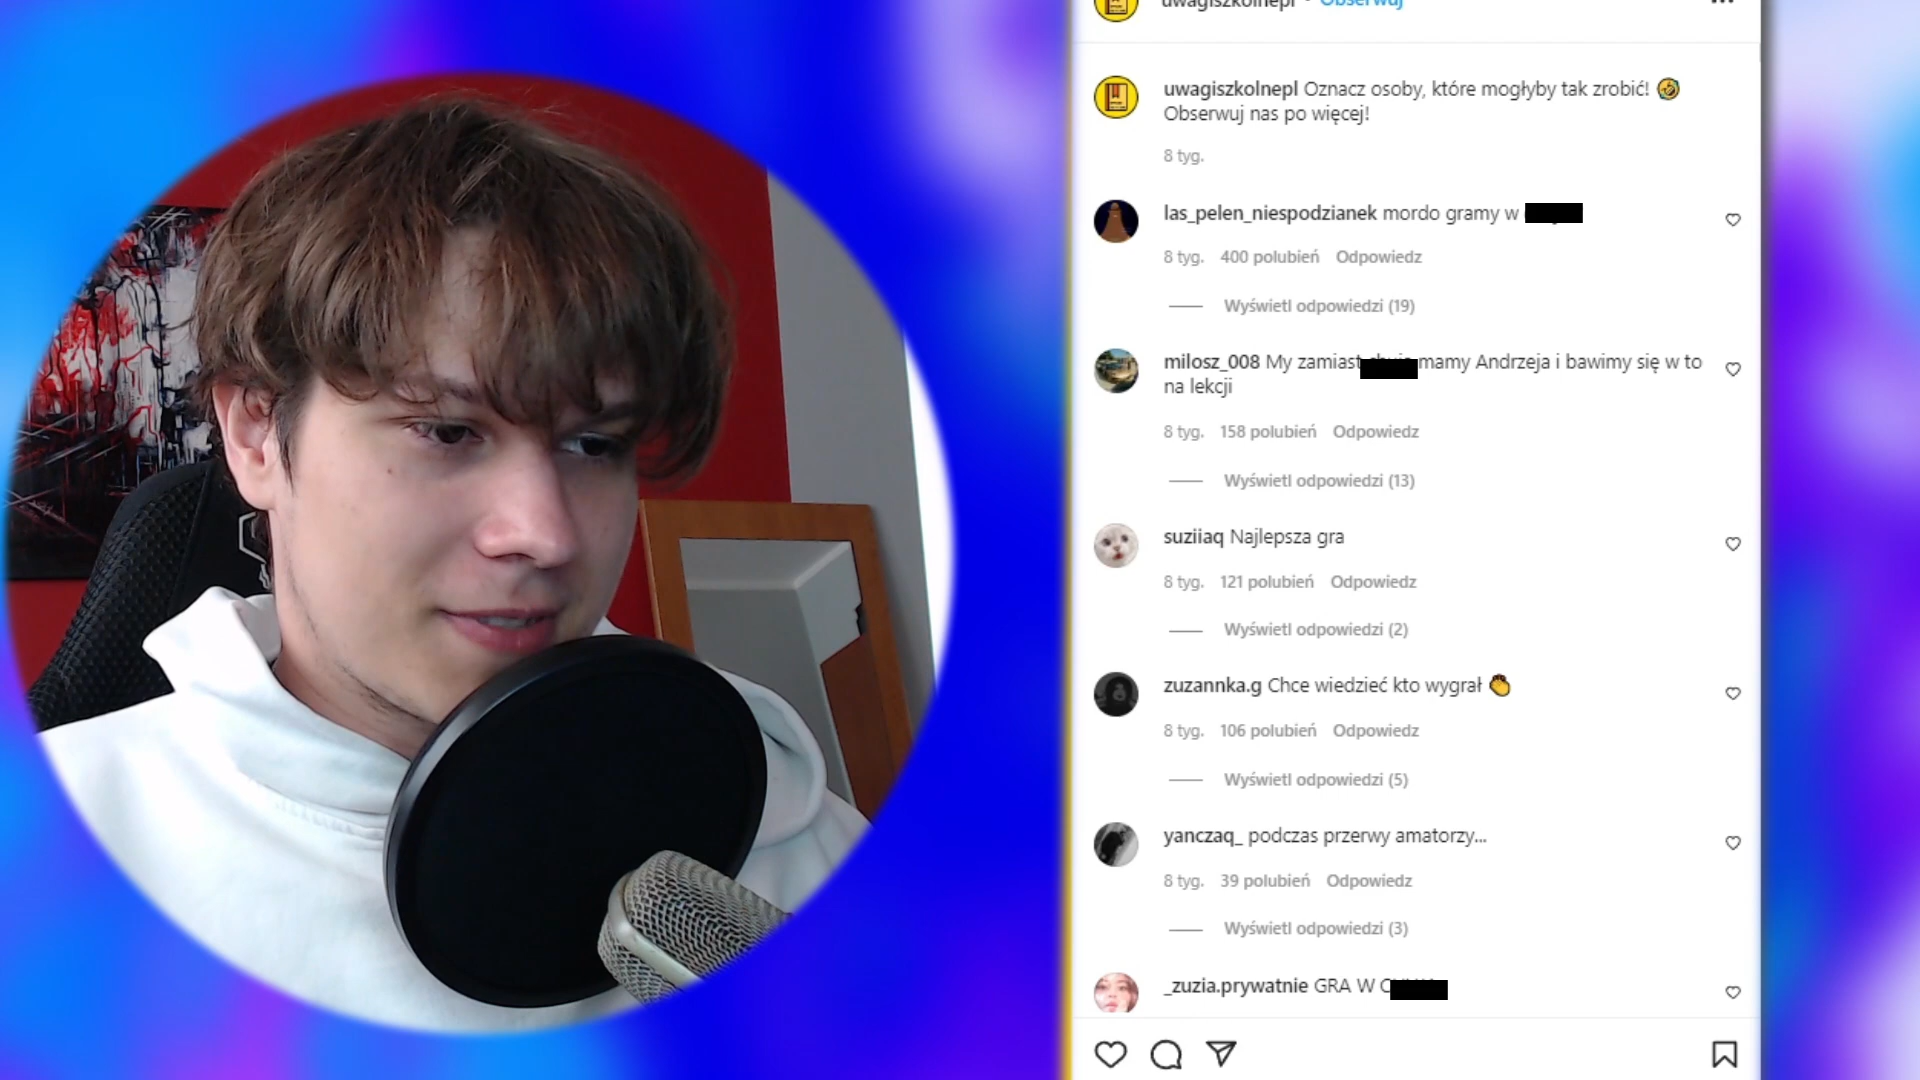 uwagiszkolnepl • Obserwuj
uwagiszkolnepl Oznacz osoby, które mogłyby tak zrobić! 🤣
Obserwuj nas po więcej!
8 tyg.
las_pelen_niespodzianek mordo gramy w
8 tyg. 400 polubień Odpowiedz
Wyświetl odpowiedzi (19)
milosz_008 My zamiast mamy Andrzeja i bawimy się w to
na lekcji
8 tyg. 158 polubień Odpowiedz
Wyświetl odpowiedzi (13)
suziiaq Najlepsza gra
8 tyg. 121 polubień Odpowiedz
Wyświetl odpowiedzi (2)
zuzannka.g Chce wiedzieć kto wygrał 👏
8 tyg. 106 polubień Odpowiedz
Wyświetl odpowiedzi (5)
yanczaq_ podczas przerwy amatorzy...
8 tyg. 39 polubień Odpowiedz
Wyświetl odpowiedzi (3)
_zuzia.prywatnie GRA W